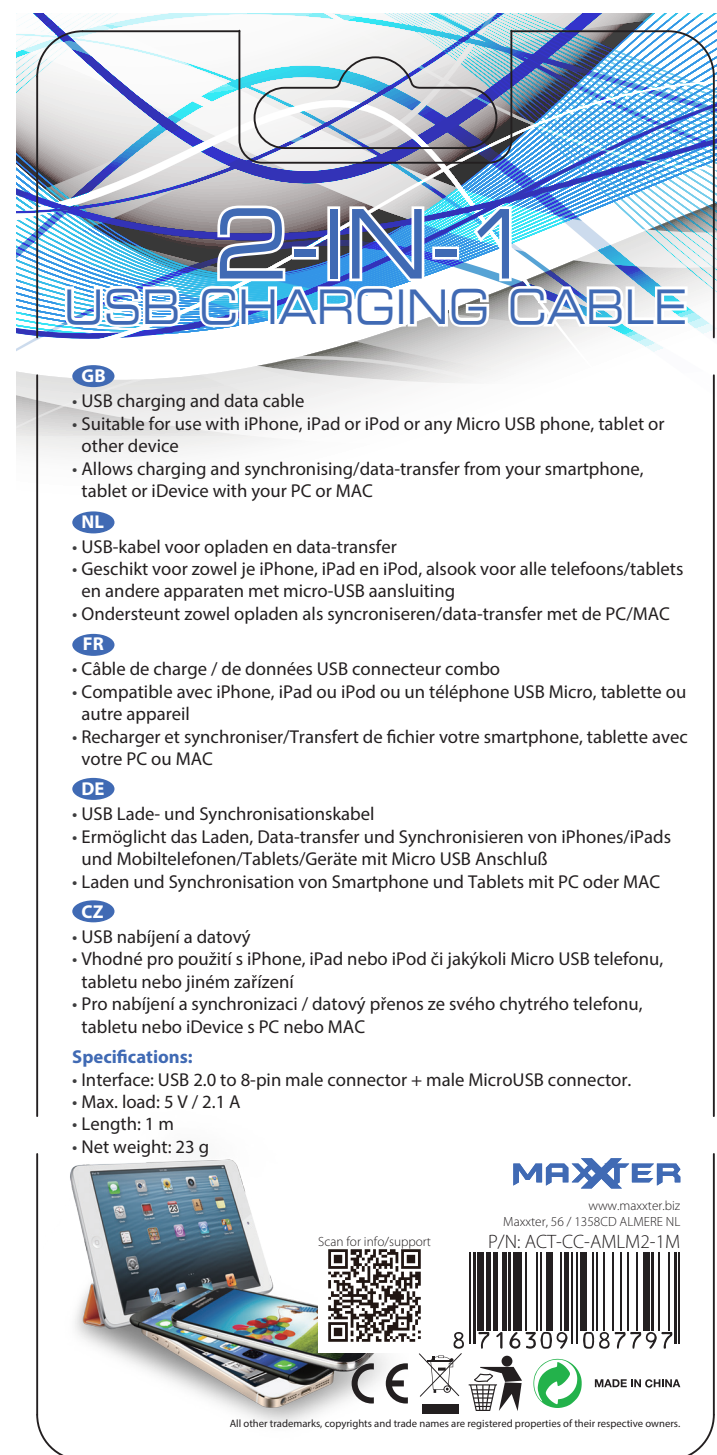 2-IN-1
USB CHARGING CABLE
GB
• USB charging and data cable
• Suitable for use with iPhone, iPad or iPod or any Micro USB phone, tablet or
other device
• Allows charging and synchronising/data-transfer from your smartphone,
tablet or iDevice with your PC or MAC
NL
• USB-kabel voor opladen en data-transfer
• Geschikt voor zowel je iPhone, iPad en iPod, alsook voor alle telefoons/tablets
en andere apparaten met micro-USB aansluiting
• Ondersteunt zowel opladen als syncroniseren/data-transfer met de PC/MAC
FR
• Câble de charge / de données USB connecteur combo
• Compatible avec iPhone, iPad ou iPod ou un téléphone USB Micro, tablette ou
autre appareil
• Recharger et synchroniser/Transfert de fichier votre smartphone, tablette avec
votre PC ou MAC
DE
• USB Lade- und Synchronisationskabel
• Ermöglicht das Laden, Data-transfer und Synchronisieren von iPhones/iPads
und Mobiltelefonen/Tablets/Geräte mit Micro USB Anschluß
• Laden und Synchronisation von Smartphone und Tablets mit PC oder MAC
CZ
• USB nabíjení a datový
• Vhodné pro použití s iPhone, iPad nebo iPod či jakýkoli Micro USB telefonu,
tabletu nebo jiném zařízení
• Pro nabíjení a synchronizaci / datový přenos ze svého chytrého telefonu,
tabletu nebo iDevice s PC nebo MAC
Specifications:
• Interface: USB 2.0 to 8-pin male connector + male MicroUSB connector.
• Max. load: 5 V / 2.1 A
• Length: 1 m
• Net weight: 23 g
MAXXTER
www.maxxter.biz
Maxxter, 56 / 1358CD ALMERE NL
P/N: ACT-CC-AMLM2-1M
Scan for info/support
8 716309 087797
CE
MADE IN CHINA
All other trademarks, copyrights and trade names are registered properties of their respective owners.